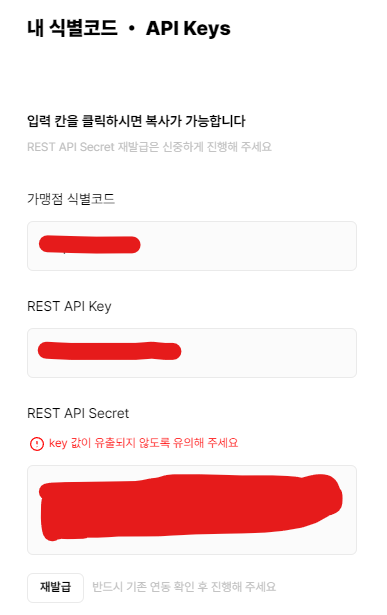 내 식별코드 • API Keys
입력 칸을 클릭하시면 복사가 가능합니다
REST API Secret 재발급은 신중하게 진행해 주세요
가맹점 식별코드
REST API Key
REST API Secret
key 값이 유출되지 않도록 유의해 주세요
재발급 반드시 기존 연동 확인 후 진행해 주세요